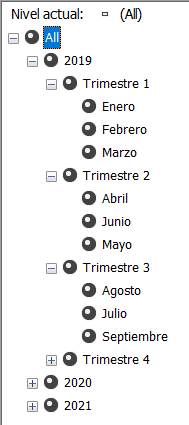 Nivel actual: (All)
All
2019
Trimestre 1
Enero
Febrero
Marzo
Trimestre 2
Abril
Junio
Mayo
Trimestre 3
Agosto
Julio
Septiembre
Trimestre 4
2020
2021